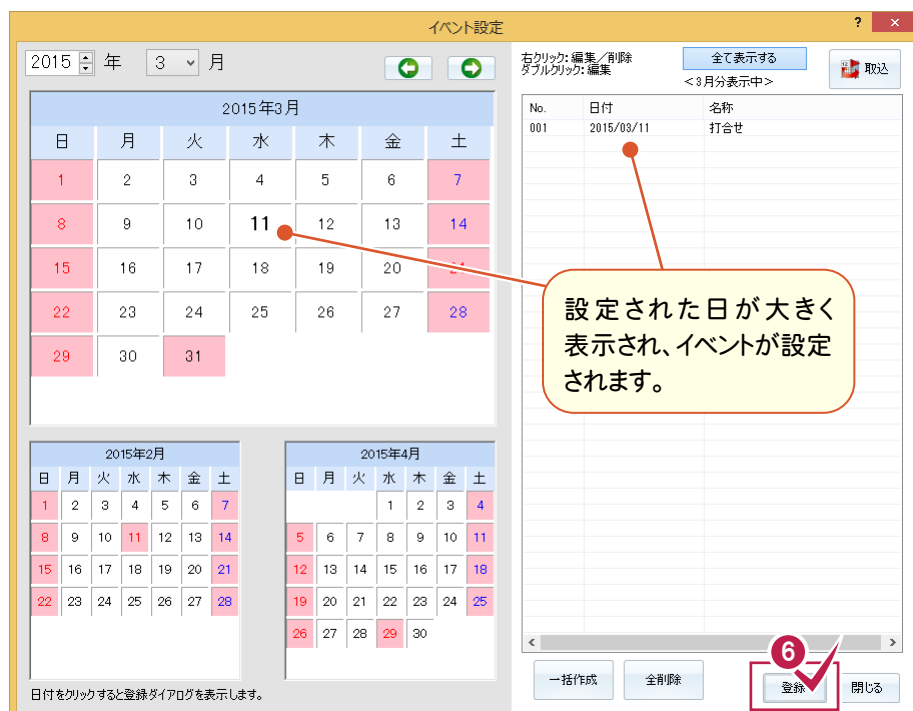 イベント設定
?
×
2015 年 3 月
2015年3月
日 月 火 水 木 金 土
1 2 3 4 5 6 7
8 9 10 11 12 13 14
15 16 17 18 19 20 21
22 23 24 25 26 27 28
29 30 31
2015年2月
日 月 火 水 木 金 土
1 2 3 4 5 6 7
8 9 10 11 12 13 14
15 16 17 18 19 20 21
22 23 24 25 26 27 28
2015年4月
日 月 火 水 木 金 土
1 2 3 4
5 6 7 8 9 10 11
12 13 14 15 16 17 18
19 20 21 22 23 24 25
26 27 28 29 30
日付をクリックすると登録ダイアログを表示します。
右クリック: 編集/削除
ダブルクリック: 編集
全て表示する
<3月分表示中>
取込
No. 日付 名称
001 2015/03/11 打合せ
設定された日が大きく
表示され、イベントが設定
されます。
一括作成
全削除
6
登録
閉じる